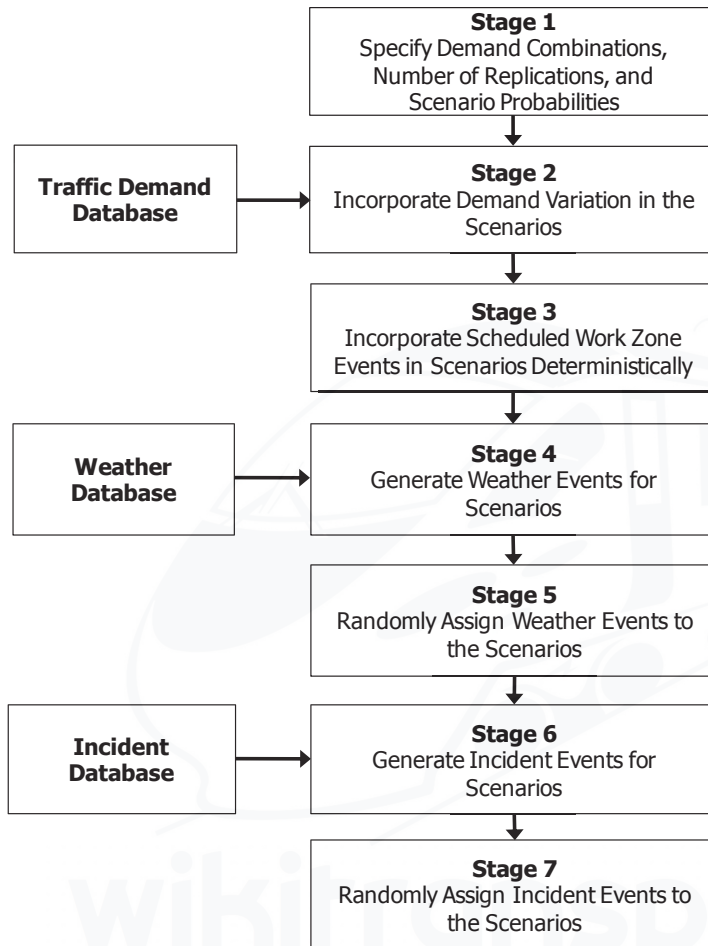 Stage 1
Specify Demand Combinations,
Number of Replications, and
Scenario Probabilities
Traffic Demand
Database
Stage 2
Incorporate Demand Variation in the
Scenarios
Stage 3
Incorporate Scheduled Work Zone
Events in Scenarios Deterministically
Weather
Database
Stage 4
Generate Weather Events for
Scenarios
Stage 5
Randomly Assign Weather Events to
the Scenarios
Incident
Database
Stage 6
Generate Incident Events for
Scenarios
Stage 7
Randomly Assign Incident Events to
the Scenarios
wikitransp